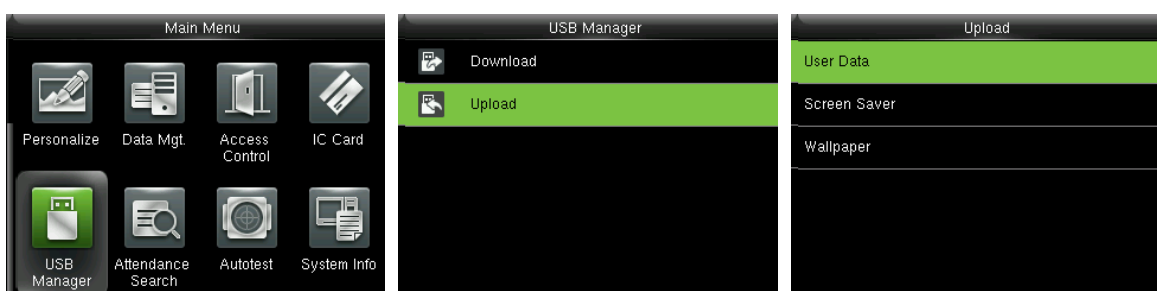 Main Menu
Personalize
Data Mgt.
Access
Control
IC Card
USB
Manager
Attendance
Search
Autotest
System Info
USB Manager
Download
Upload
Upload
User Data
Screen Saver
Wallpaper